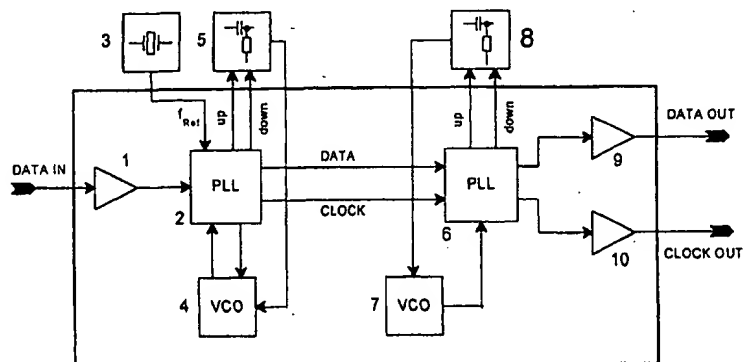 3
5
8
f Ref
up
down
up
down
DATA IN
1
PLL
2
DATA
CLOCK
PLL
6
DATA OUT
9
10
CLOCK OUT
4
VCO
7
VCO